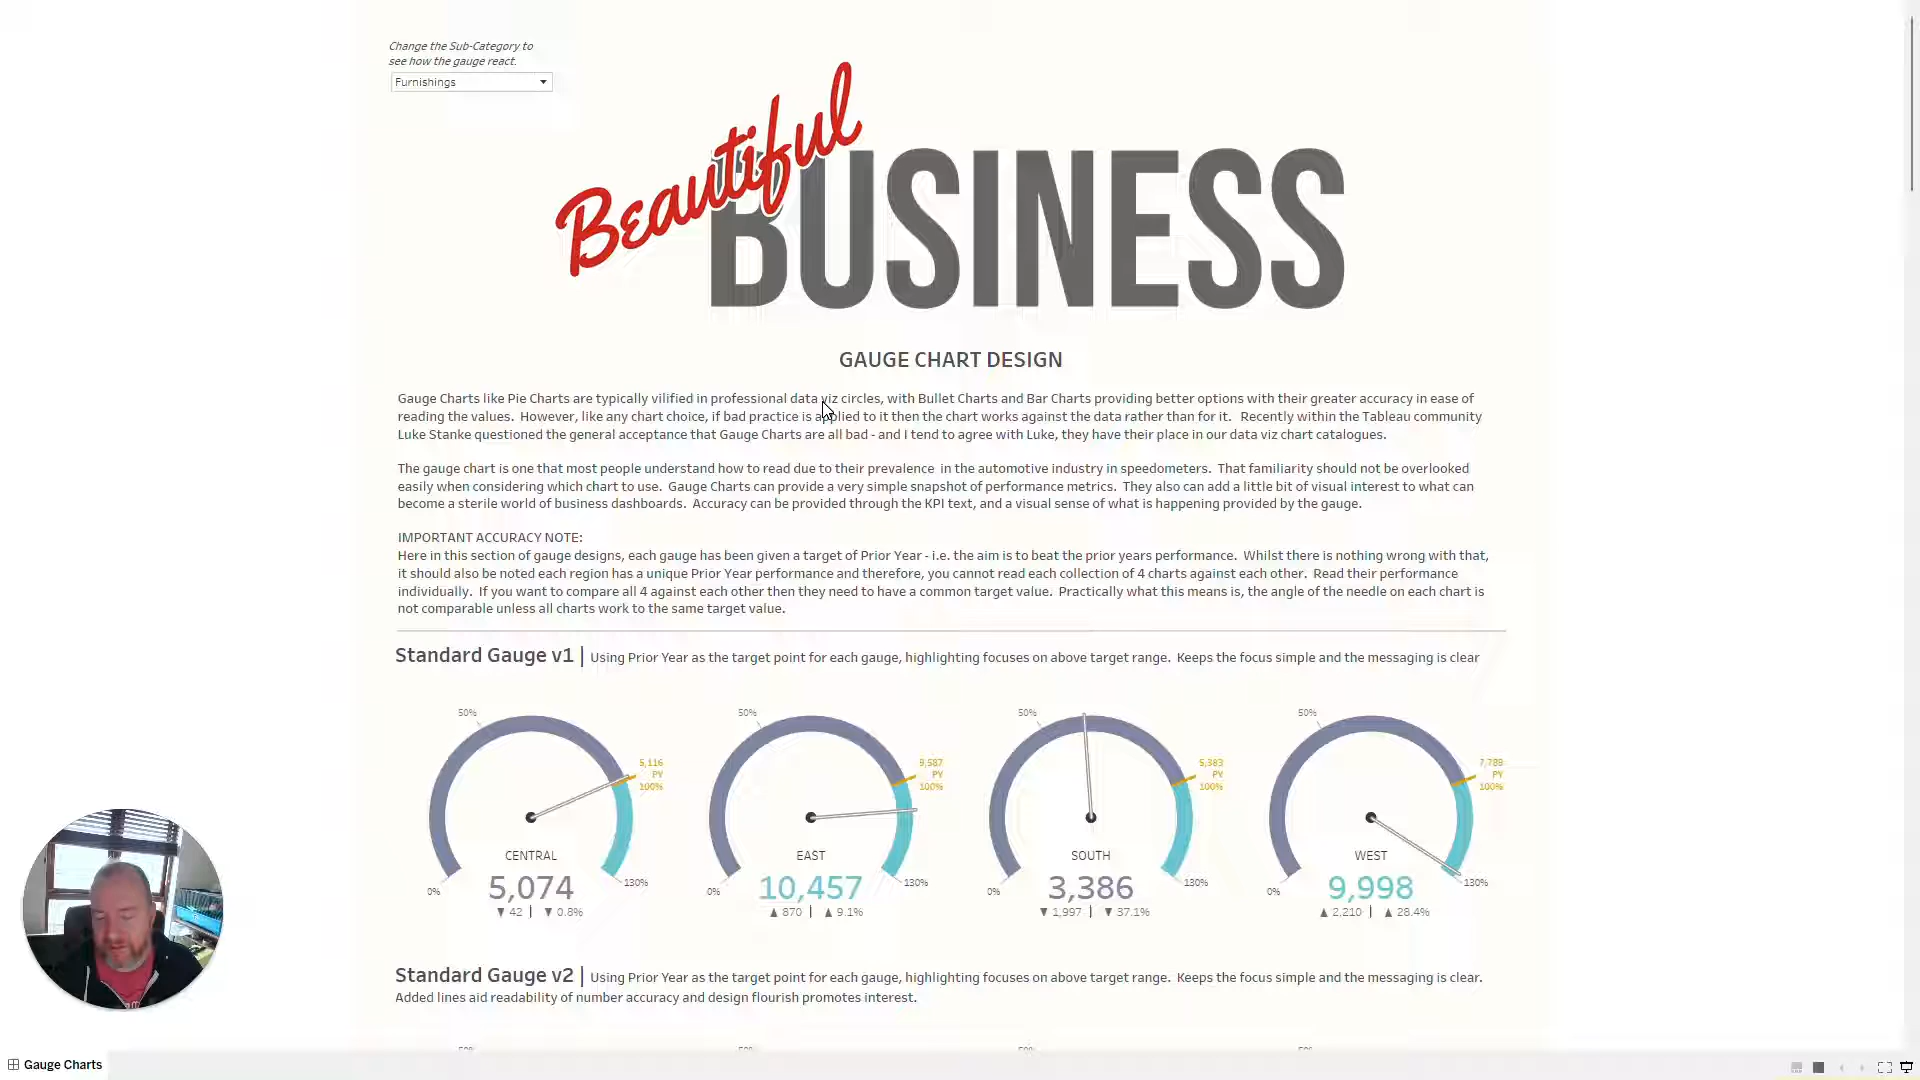 Change the Sub-Category to
see how the gauge react.
Furnishings
Beautiful
BUSINESS
GAUGE CHART DESIGN
Gauge Charts like Pie Charts are typically vilified in professional data viz circles, with Bullet Charts and Bar Charts providing better options with their greater accuracy in ease of
reading the values. However, like any chart choice, if bad practice is applied to it then the chart works against the data rather than for it. Recently within the Tableau community
Luke Stanke questioned the general acceptance that Gauge Charts are all bad - and I tend to agree with Luke, they have their place in our data viz chart catalogues.
The gauge chart is one that most people understand how to read due to their prevalence in the automotive industry in speedometers. That familiarity should not be overlooked
easily when considering which chart to use. Gauge Charts can provide a very simple snapshot of performance metrics. They also can add a little bit of visual interest to what can
become a sterile world of business dashboards. Accuracy can be provided through the KPI text, and a visual sense of what is happening provided by the gauge.
IMPORTANT ACCURACY NOTE:
Here in this section of gauge designs, each gauge has been given a target of Prior Year - i.e. the aim is to beat the prior years performance. Whilst there is nothing wrong with that,
it should also be noted each region has a unique Prior Year performance and therefore, you cannot read each collection of 4 charts against each other. Read their performance
individually. If you want to compare all 4 against each other then they need to have a common target value. Practically what this means is, the angle of the needle on each chart is
not comparable unless all charts work to the same target value.
Standard Gauge v1 | Using Prior Year as the target point for each gauge, highlighting focuses on above target range. Keeps the focus simple and the messaging is clear
50%
5,116
PY
100%
0%
130%
CENTRAL
5,074
▼ 42 | ▼ 0.8%
50%
9,587
PY
100%
0%
130%
EAST
10,457
▲ 870 | ▲ 9.1%
50%
5,383
PY
100%
0%
130%
SOUTH
3,386
▼ 1,997 | ▼ 37.1%
50%
7,788
PY
100%
0%
130%
WEST
9,998
▲ 2,210 | ▲ 28.4%
Standard Gauge v2 | Using Prior Year as the target point for each gauge, highlighting focuses on above target range. Keeps the focus simple and the messaging is clear.
Added lines aid readability of number accuracy and design flourish promotes interest.
Gauge Charts